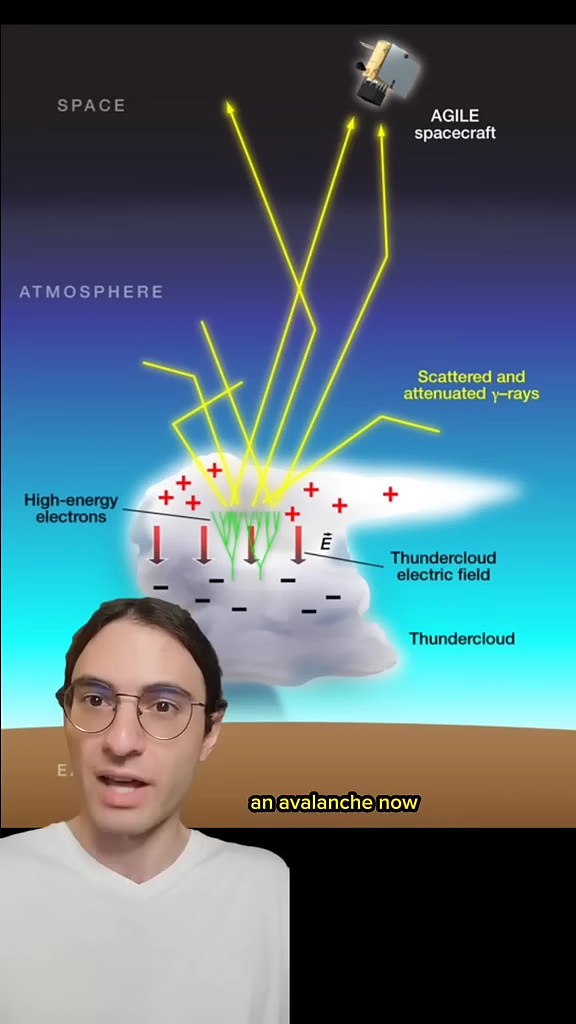 SPACE
AGILE
spacecraft
ATMOSPHERE
Scattered and
attenuated γ–rays
High-energy
electrons
E
Thundercloud
electric field
Thundercloud
E
an avalanche now